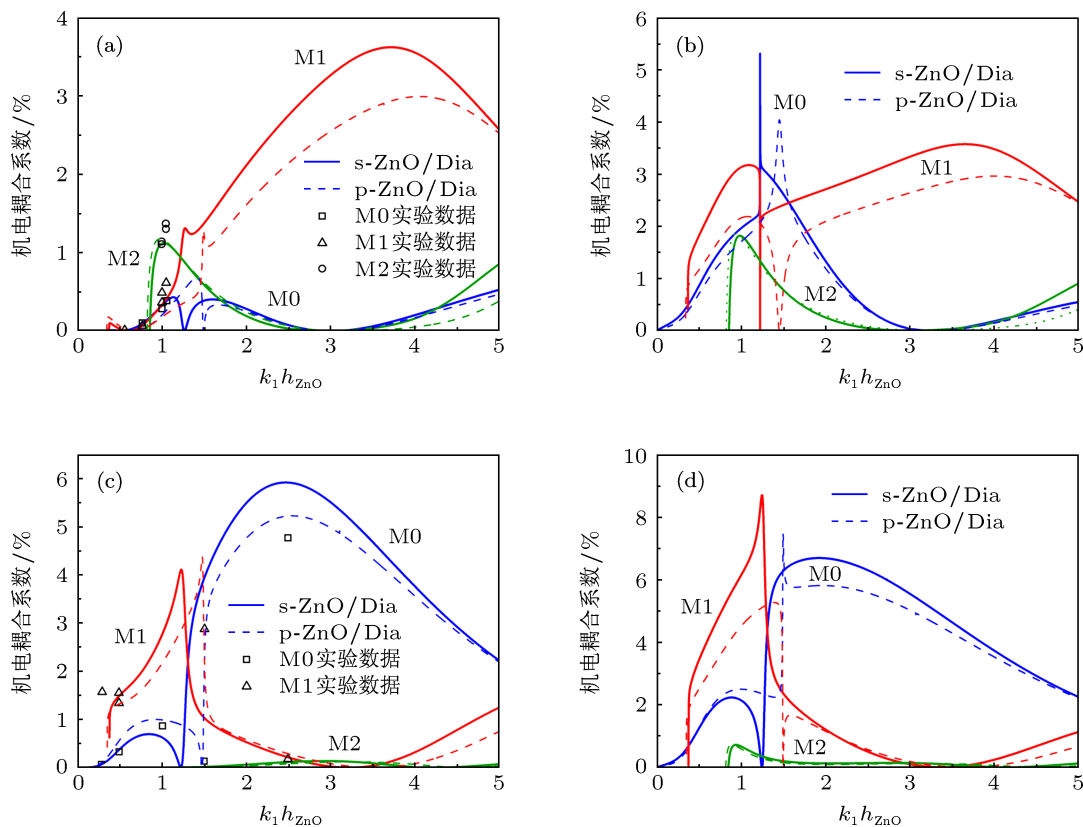 (a)
机电耦合系数/%
4
3
2
1
0
M1
M2
M0
s-ZnO/Dia
p-ZnO/Dia
M0实验数据
M1实验数据
M2实验数据
0 1 2 3 4 5
k₁h_ZnO
(b)
机电耦合系数/%
6
5
4
3
2
1
0
M0
M1
M2
s-ZnO/Dia
p-ZnO/Dia
0 1 2 3 4 5
k₁h_ZnO
(c)
机电耦合系数/%
6
5
4
3
2
1
0
M0
M1
M2
s-ZnO/Dia
p-ZnO/Dia
M0实验数据
M1实验数据
0 1 2 3 4 5
k₁h_ZnO
(d)
机电耦合系数/%
10
8
6
4
2
0
s-ZnO/Dia
p-ZnO/Dia
M0
M1
M2
0 1 2 3 4 5
k₁h_ZnO